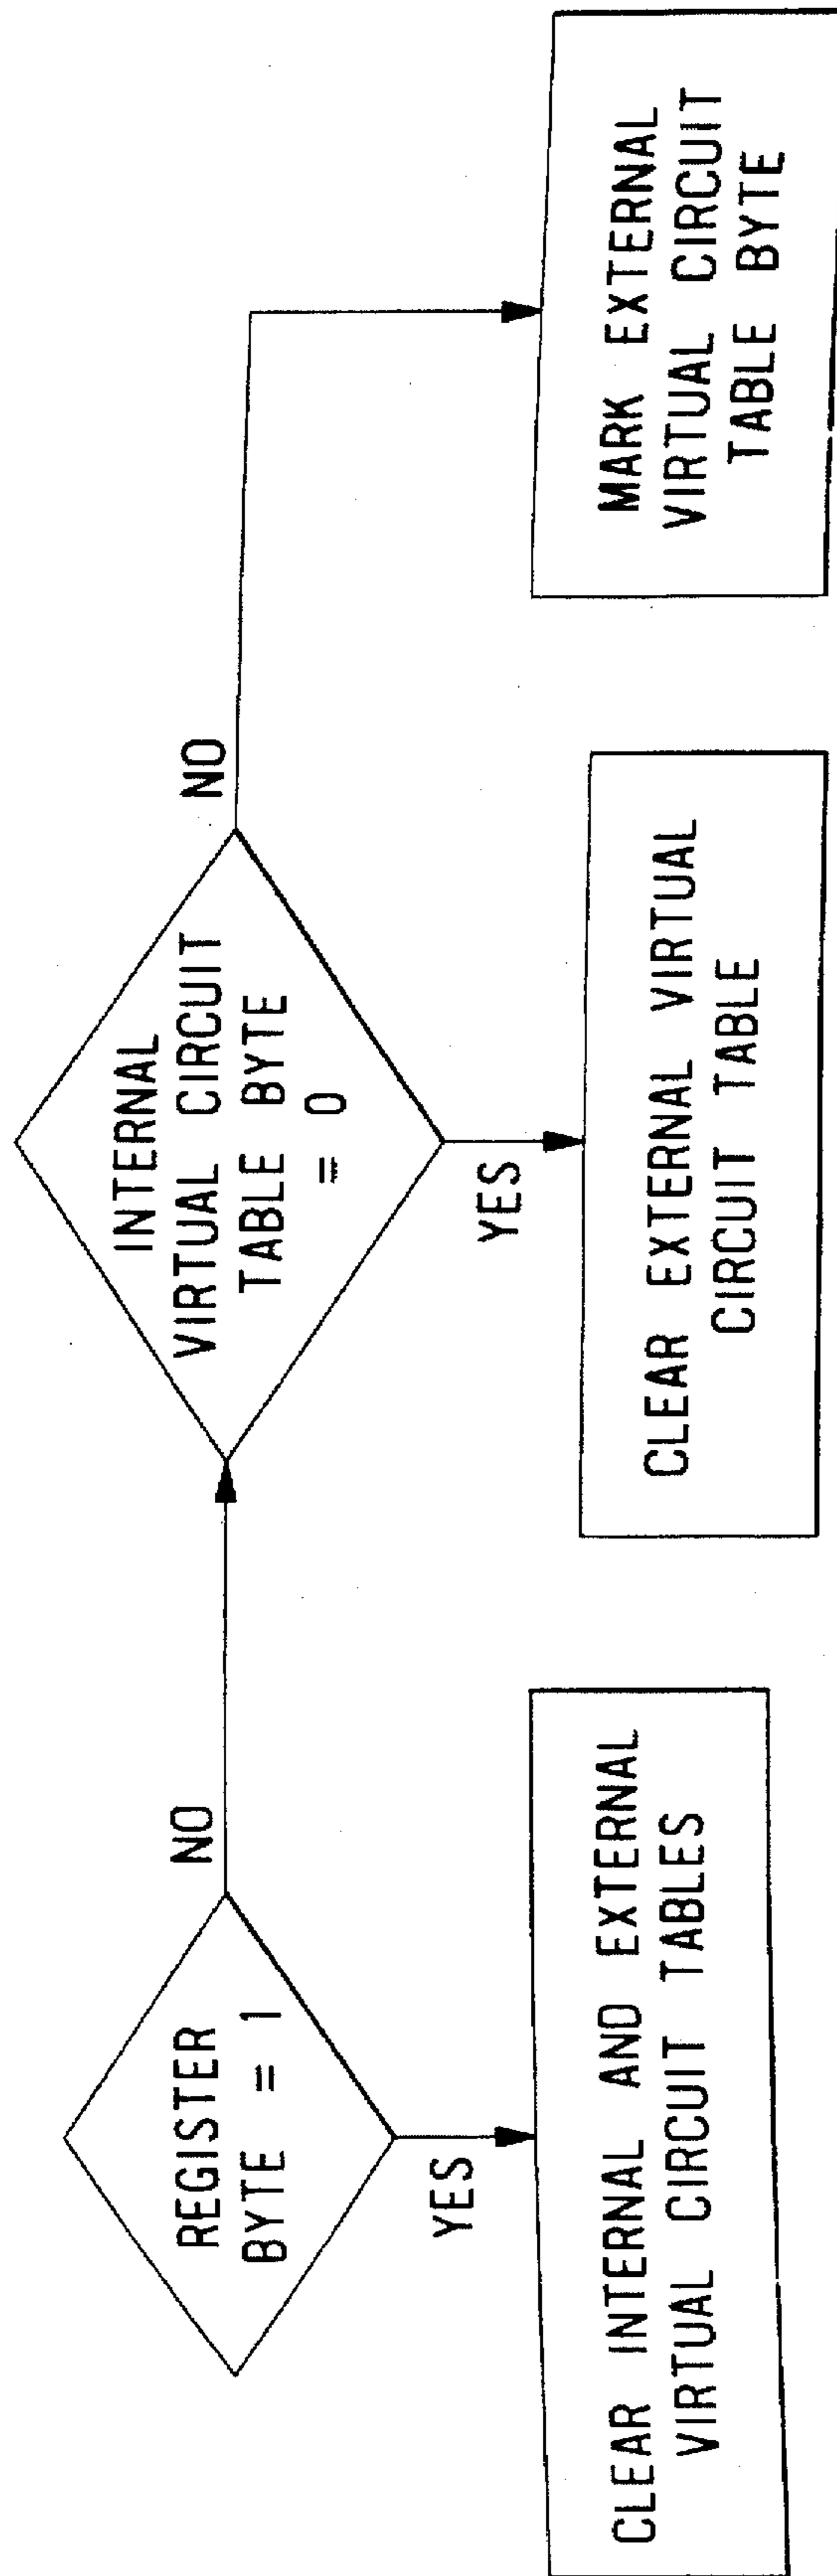 REGISTER
BYTE = 1
NO
YES
CLEAR INTERNAL AND EXTERNAL
VIRTUAL CIRCUIT TABLES
INTERNAL
VIRTUAL CIRCUIT
TABLE BYTE
= 0
NO
YES
CLEAR EXTERNAL VIRTUAL
CIRCUIT TABLE
MARK EXTERNAL
VIRTUAL CIRCUIT
TABLE BYTE